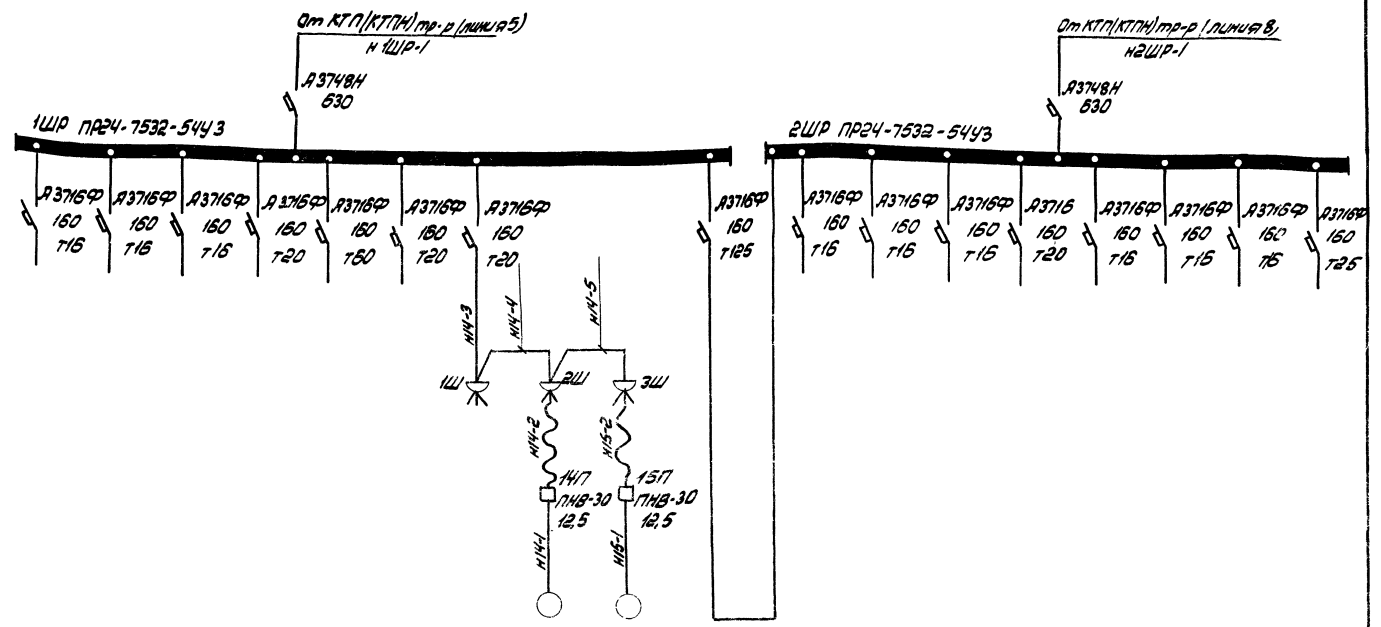 От КТП(КТПН) тр-р (линия 5)
н 1ШР-1
А3748Н
630
1ШР ПР24-7532-54У3
А3716Ф
160
Т16
А3716Ф
160
Т16
А3716Ф
160
Т16
А3716Ф
160
Т20
А3716Ф
160
Т60
А3716Ф
160
Т20
А3716Ф
160
Т20
А3716Ф
160
Т125
н14-3
н14-4
н14-5
1Ш
2Ш
3Ш
н14-2
н15-2
14П
ПНВ-30
12,5
15П
ПНВ-30
12,5
н14-1
н15-1
От КТП(КТПН) тр-р (линия 8)
н2ШР-1
А3748Н
630
2ШР ПР24-7532-54У3
А3716Ф
160
Т16
А3716Ф
160
Т16
А3716Ф
160
Т16
А3716
160
Т20
А3716Ф
160
Т16
А3716Ф
160
Т16
А3716Ф
160
Т16
А3716Ф
160
Т25